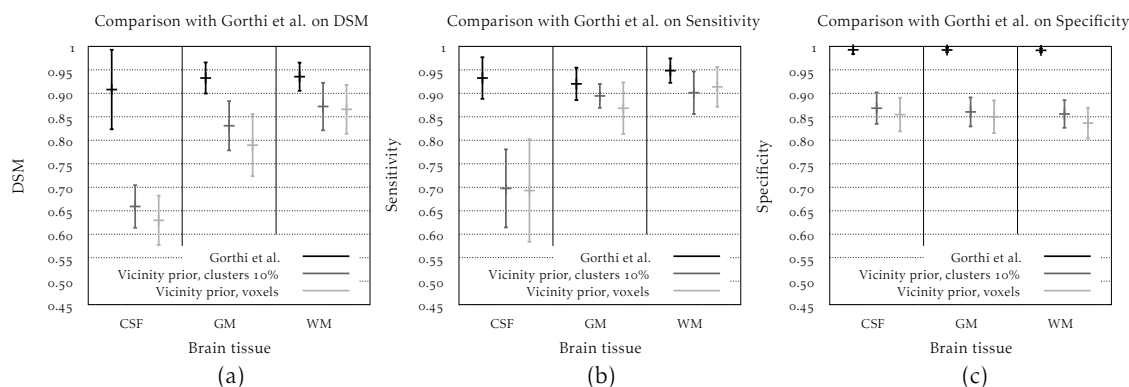 Comparison with Gorthi et al. on DSM
1
0.95
0.90
0.85
0.80
0.75
0.70
0.65
0.60
0.55
0.50
0.45
DSM
Gorthi et al.
Vicinity prior, clusters 10%
Vicinity prior, voxels
CSF GM WM
Brain tissue
(a)
Comparison with Gorthi et al. on Sensitivity
1
0.95
0.90
0.85
0.80
0.75
0.70
0.65
0.60
0.55
0.50
0.45
Sensitivity
Gorthi et al.
Vicinity prior, clusters 10%
Vicinity prior, voxels
CSF GM WM
Brain tissue
(b)
Comparison with Gorthi et al. on Specificity
1
0.95
0.90
0.85
0.80
0.75
0.70
0.65
0.60
0.55
0.50
0.45
Specificity
Gorthi et al.
Vicinity prior, clusters 10%
Vicinity prior, voxels
CSF GM WM
Brain tissue
(c)